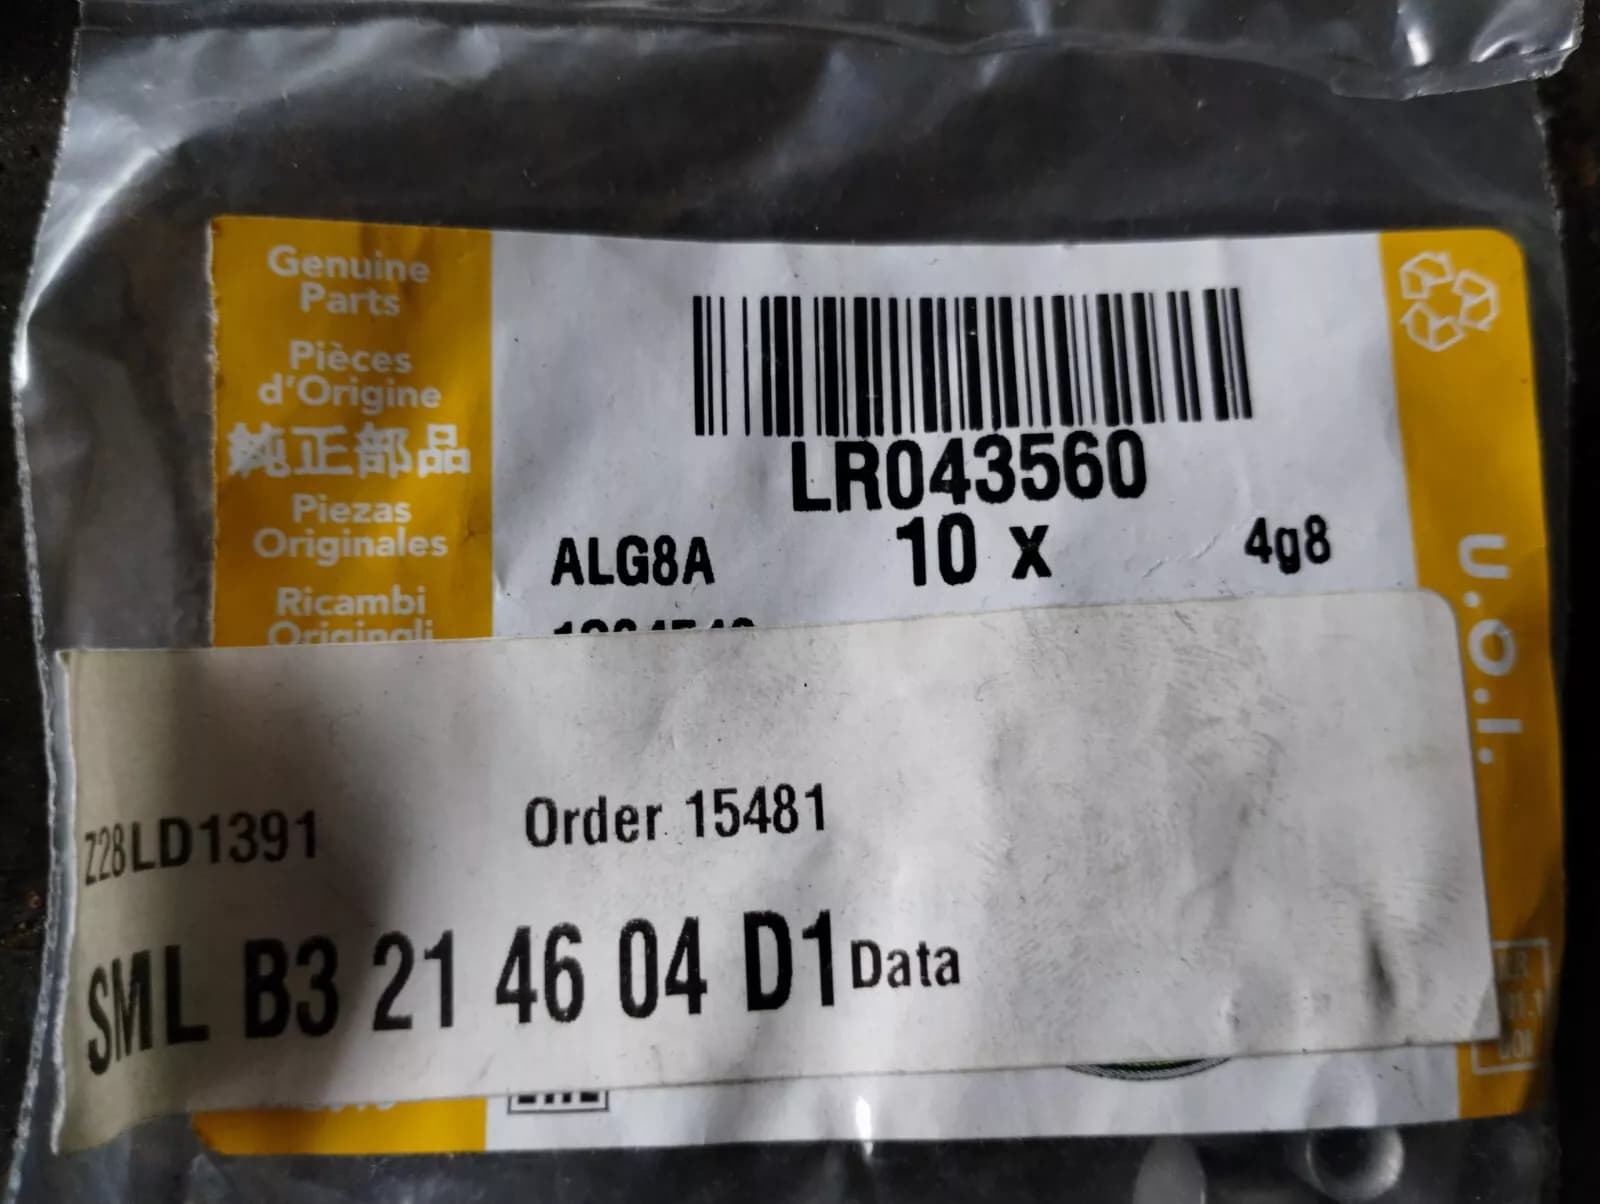 Genuine
Parts
Pièces
d'Origine
純正部品
Piezas
Originales
Ricambi
Originali
LR043560
ALG8A 10 x 4g8
u.o.i.
Z28LD1391 Order 15481
SML B3 21 46 04 D1 Data